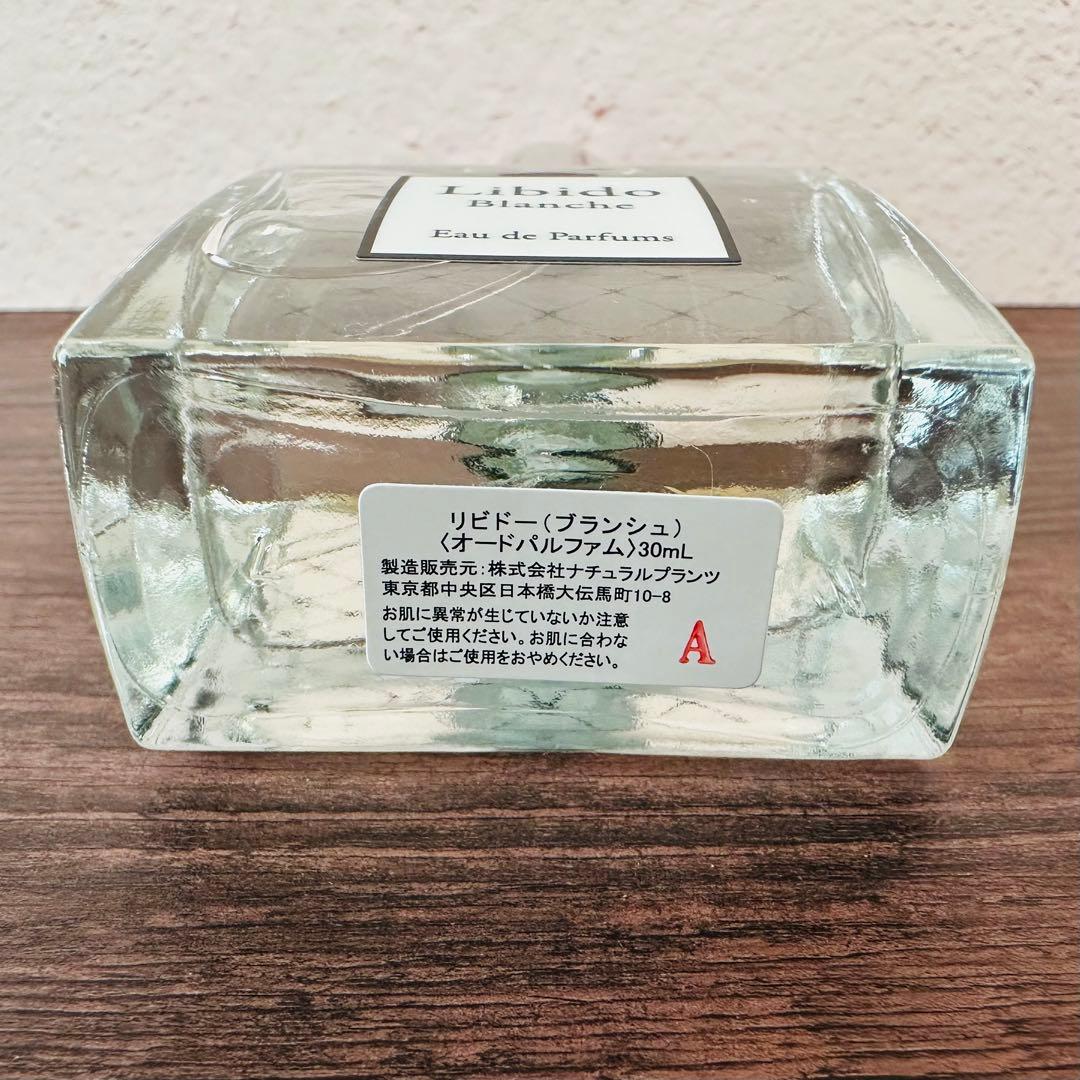 Libido
Blanche
Eau de Parfums
リビドー（ブランシュ）
〈オードパルファム〉30mL
製造販売元：株式会社ナチュラルプランツ
東京都中央区日本橋大伝馬町10-8
お肌に異常が生じていないか注意
してご使用ください。お肌に合わな
い場合はご使用をおやめください。
A